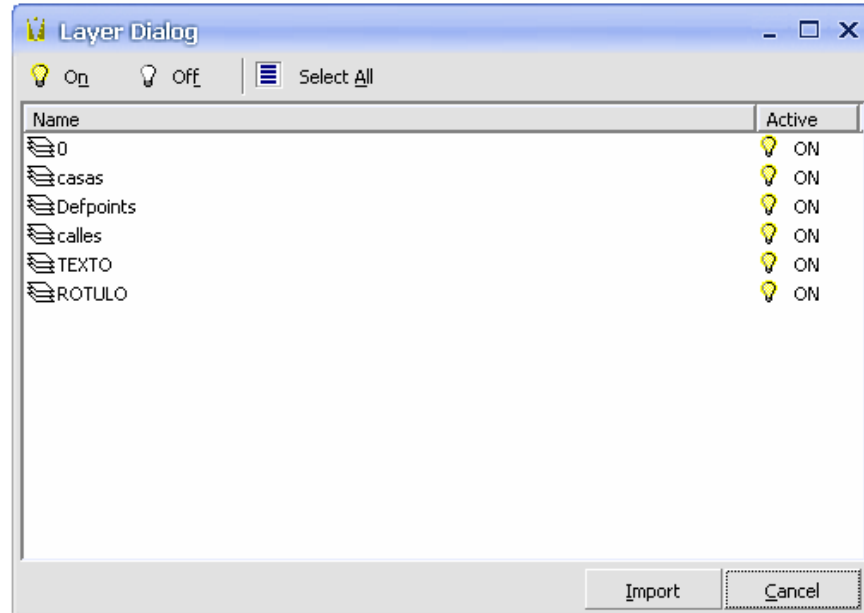 Layer Dialog
On Off Select All
Name Active
0 ON
casas ON
Defpoints ON
calles ON
TEXTO ON
ROTULO ON
Import Cancel